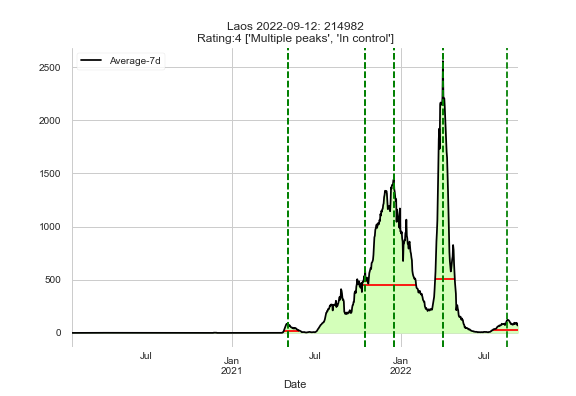 Laos 2022-09-12: 214982
Rating:4 ['Multiple peaks', 'In control']
Average-7d
2500
2000
1500
1000
500
0
Jul
Jan
2021
Jul
Jan
2022
Jul
Date